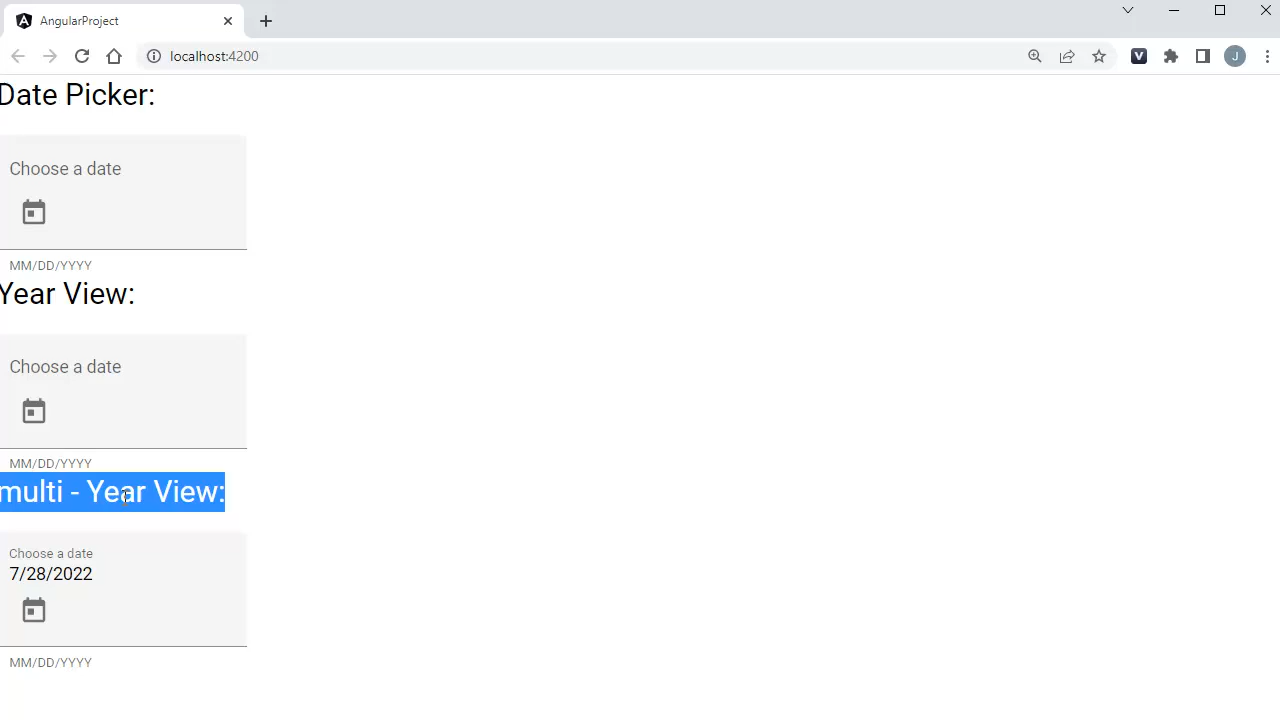 AngularProject
localhost:4200
V
J
Date Picker:
Choose a date
MM/DD/YYYY
Year View:
Choose a date
MM/DD/YYYY
multi - Year View:
Choose a date
7/28/2022
MM/DD/YYYY